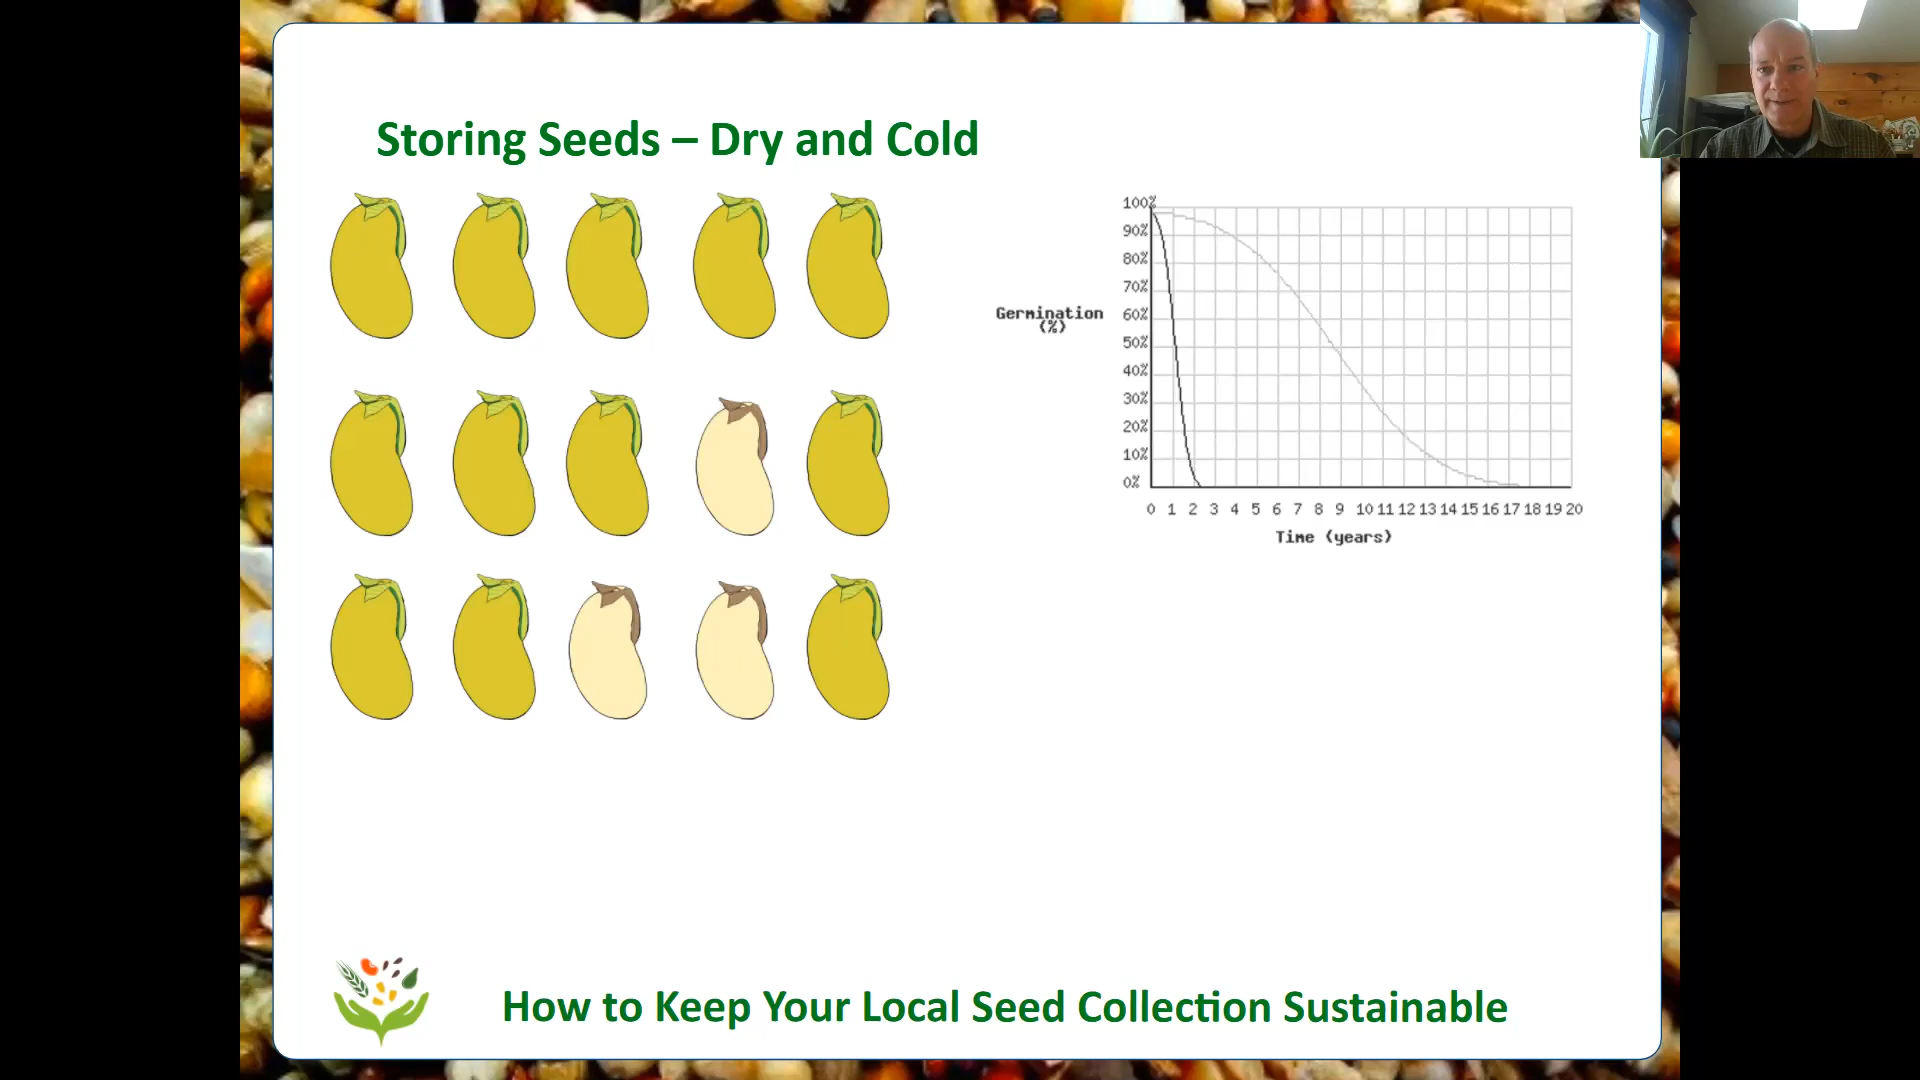 Storing Seeds – Dry and Cold
100%
90%
80%
70%
60%
50%
40%
30%
20%
10%
0%
Germination
(%)
0 1 2 3 4 5 6 7 8 9 10 11 12 13 14 15 16 17 18 19 20
Time (years)
How to Keep Your Local Seed Collection Sustainable